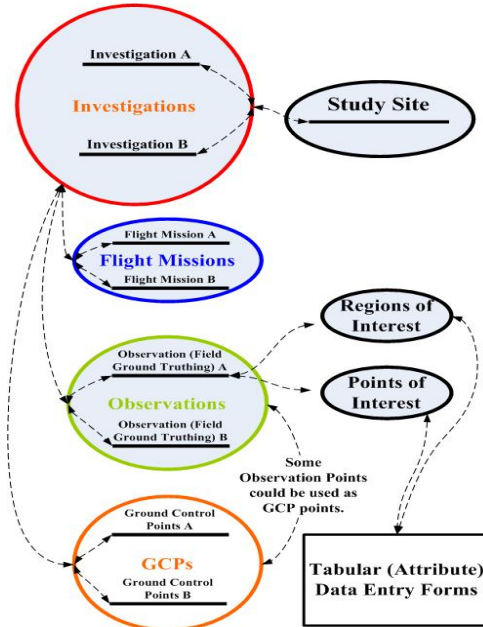 Investigation A
Investigations
Investigation B
Study Site
Flight Mission A
Flight Missions
Flight Mission B
Observation (Field
Ground Truthing) A
Observations
Observation (Field
Ground Truthing) B
Regions of
Interest
Points of
Interest
Some
Observation Points
could be used as
GCP points.
Ground Control
Points A
GCPs
Ground Control
Points B
Tabular (Attribute)
Data Entry Forms